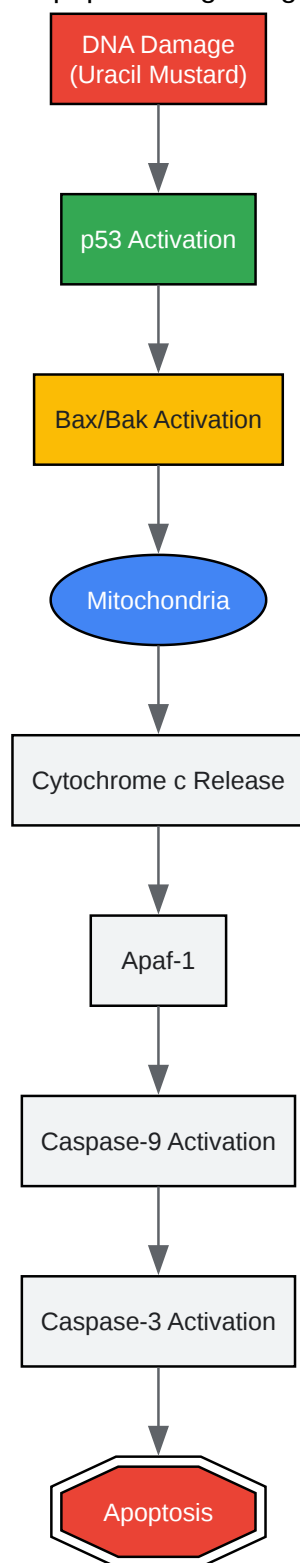 DNA Damage
(Uracil Mustard)
p53 Activation
Bax/Bak Activation
Mitochondria
Cytochrome c Release
Apaf-1
Caspase-9 Activation
Caspase-3 Activation
Apoptosis